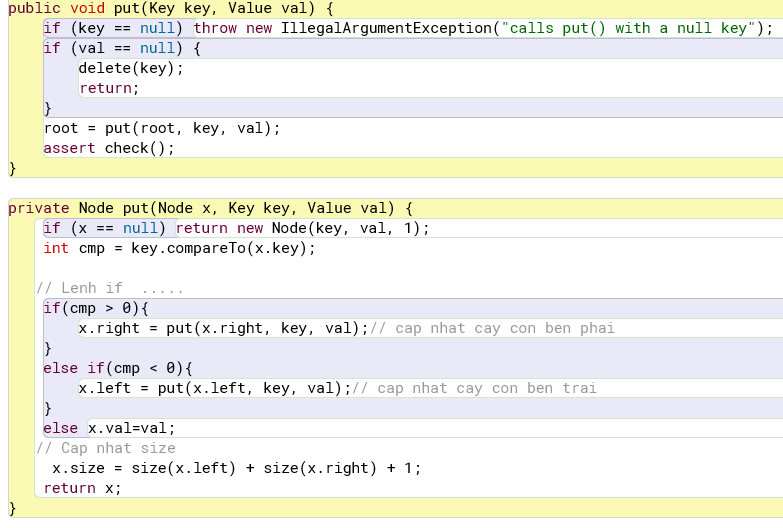 public void put(Key key, Value val) {
if (key == null) throw new IllegalArgumentException("calls put() with a null key");
if (val == null) {
delete(key);
return;
}
root = put(root, key, val);
assert check();
}
private Node put(Node x, Key key, Value val) {
if (x == null) return new Node(key, val, 1);
int cmp = key.compareTo(x.key);
// Lenh if  .....
if(cmp > 0){
x.right = put(x.right, key, val);// cap nhat cay con ben phai
}
else if(cmp < 0){
x.left = put(x.left, key, val);// cap nhat cay con ben trai
}
else x.val=val;
// Cap nhat size
x.size = size(x.left) + size(x.right) + 1;
return x;
}